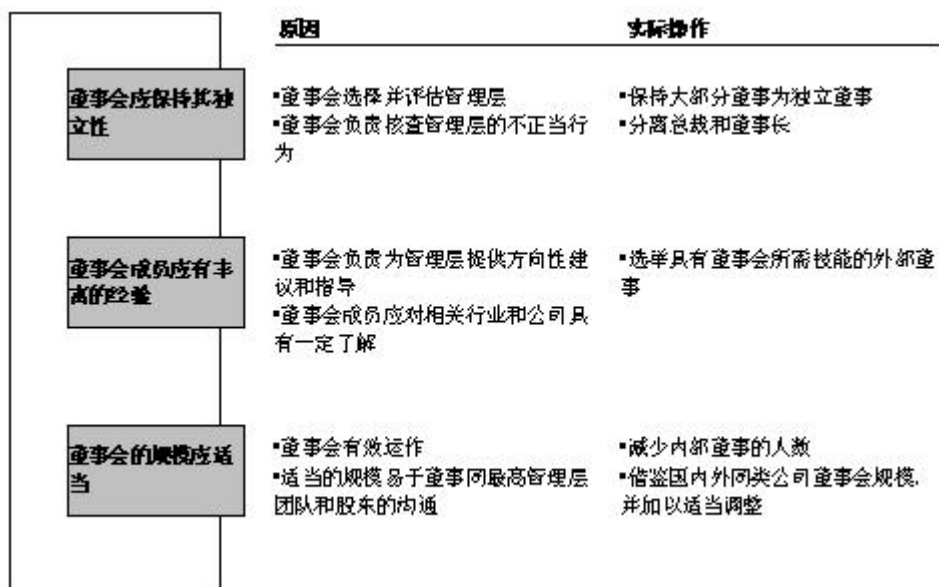 原因
实际操作
董事会应保持其独
立性
▪董事会选择并评估管理层
▪董事会负责核查管理层的不正当行
为
▪保持大部分董事为独立董事
▪分离总裁和董事长
董事会成员应有丰
富的经验
▪董事会负责为管理层提供方向性建
议和指导
▪董事会成员应对相关行业和公司具
有一定了解
▪选举具有董事会所需技能的外部董
事
董事会的规模应适
当
▪董事会有效运作
▪适当的规模易于董事同最高管理层
团队和股东的沟通
▪减少内部董事的人数
▪借鉴国内外同类公司董事会规模,
并加以适当调整